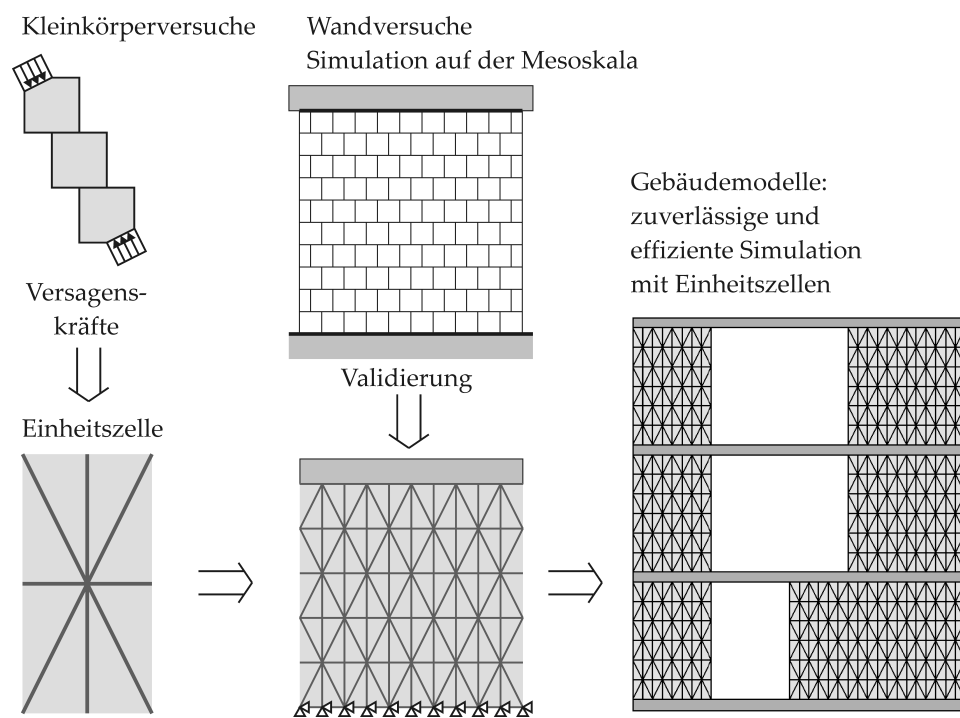 Kleinkörperversuche
Wandversuche
Simulation auf der Mesoskala
Gebäudemodelle:
zuverlässige und
effiziente Simulation
mit Einheitszellen
Versagens-
kräfte
Validierung
Einheitszelle